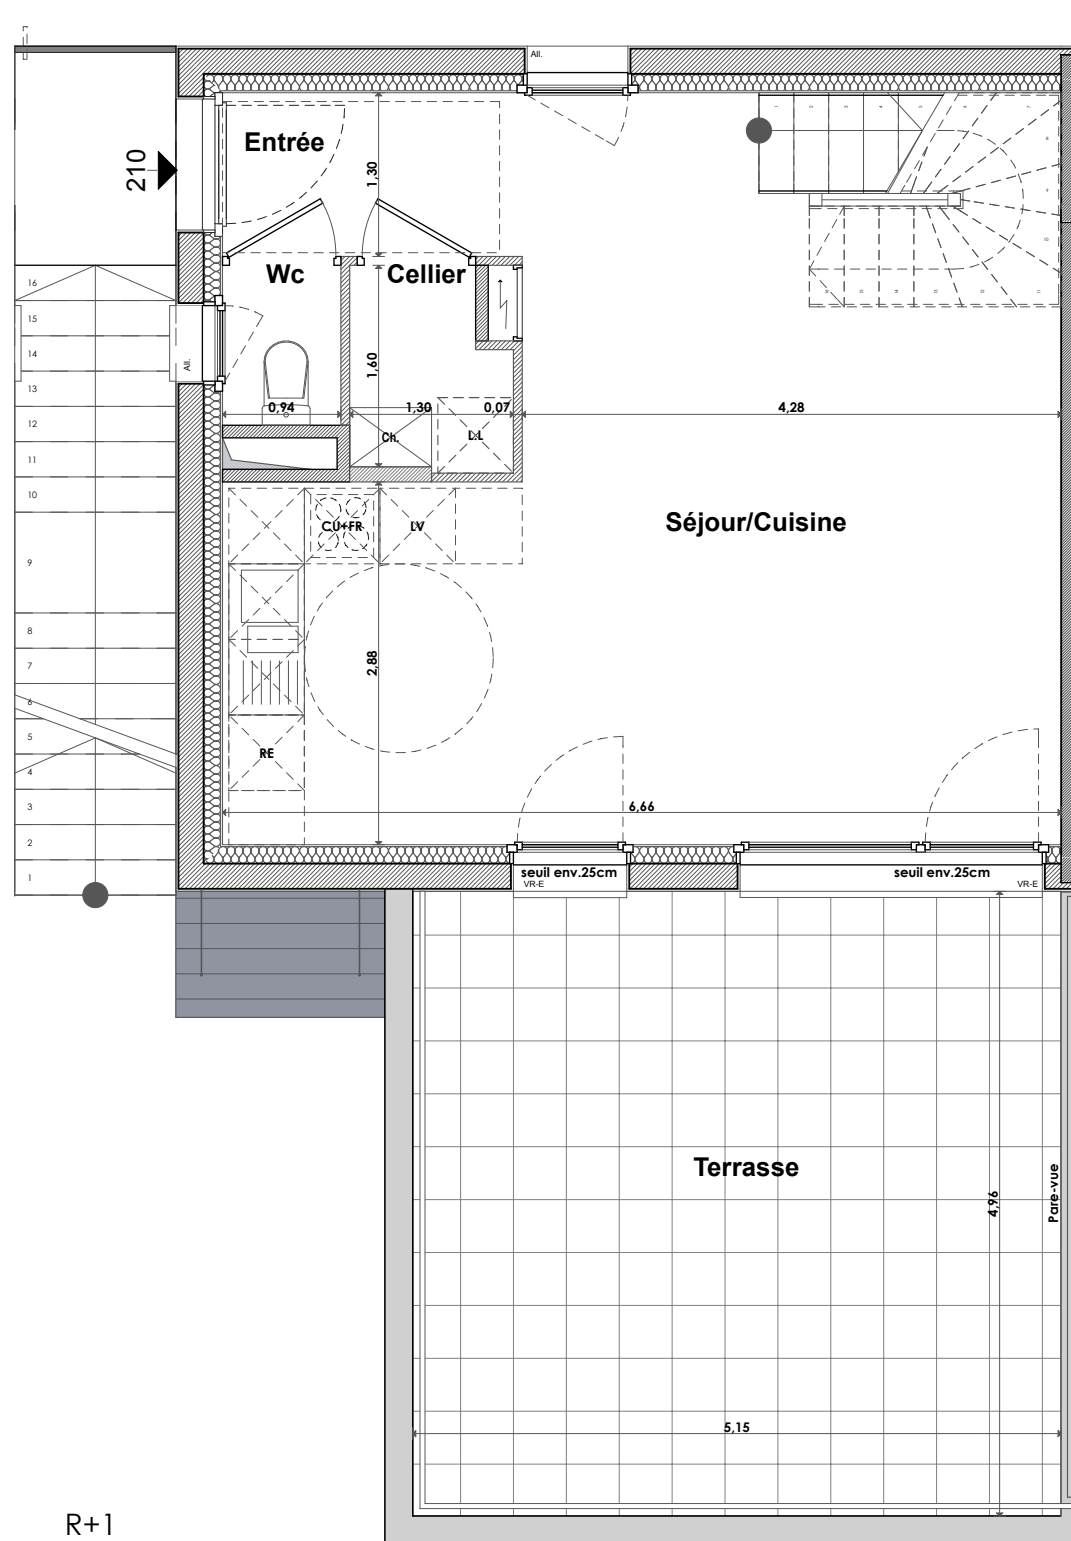 All.
Entrée
210
1,30
Wc
Cellier
16
15
14
13
12
11
10
9
8
7
6
5
4
3
2
1
All.
1,60
0,94
1,30
0,07
4,28
Ch.
LL
CU+FR
LV
Séjour/Cuisine
2,88
RE
6,66
seuil env.25cm
VR-E
seuil env.25cm
VR-E
Terrasse
4,96
Pare-vue
5,15
R+1